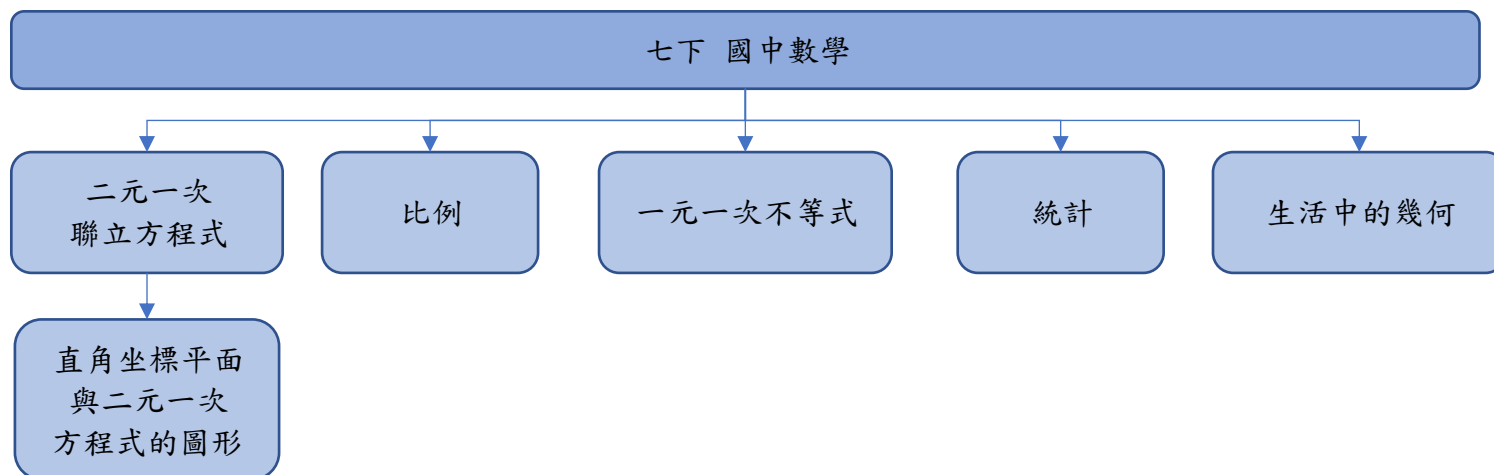 七下 國中數學
二元一次
聯立方程式
比例
一元一次不等式
統計
生活中的幾何
直角坐標平面
與二元一次
方程式的圖形